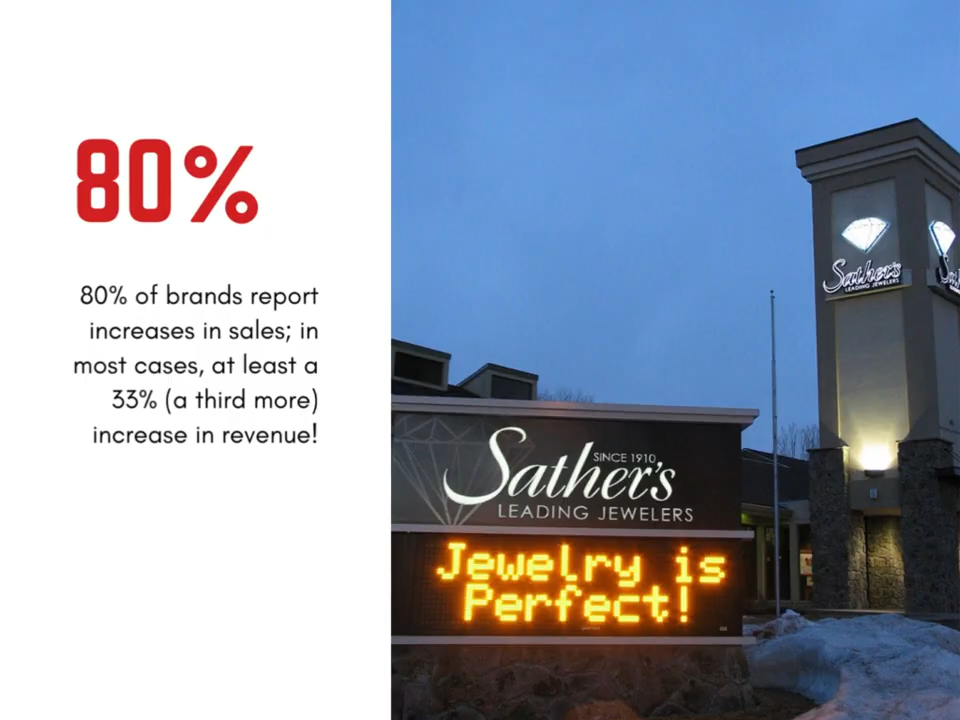 80%
80% of brands report
increases in sales; in
most cases, at least a
33% (a third more)
increase in revenue!
Sather's
LEADING JEWELERS
SINCE 1910
Sather's
LEADING JEWELERS
Jewelry is
Perfect!